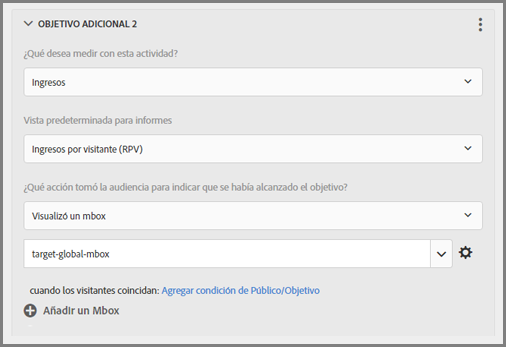 OBJETIVO ADICIONAL 2
¿Qué desea medir con esta actividad?
Ingresos
Vista predeterminada para informes
Ingresos por visitante (RPV)
¿Qué acción tomó la audiencia para indicar que se había alcanzado el objetivo?
Visualizó un mbox
target-global-mbox
cuando los visitantes coincidan: Agregar condición de Público/Objetivo
Añadir un Mbox